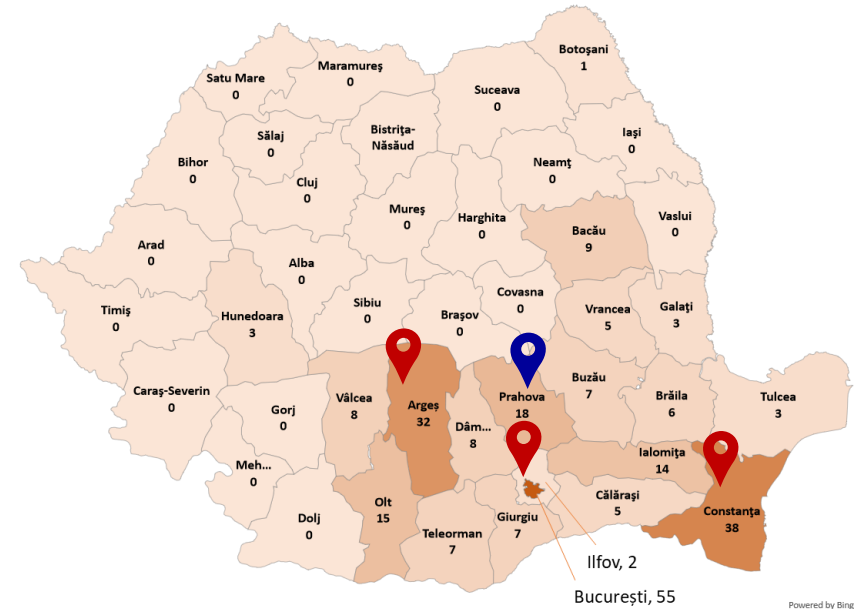 Botoşani
1
Satu Mare
0
Maramureş
0
Suceava
0
Sălaj
0
Bistriţa-
Năsăud
Iaşi
0
Bihor
0
Cluj
0
Neamţ
0
Mureş
0
Harghita
0
Bacău
9
Vaslui
0
Arad
0
Alba
0
Timiş
0
Hunedoara
3
Sibiu
0
Braşov
0
Covasna
0
Vrancea
5
Galaţi
3
Caraş-Severin
0
Gorj
0
Vâlcea
8
Argeș
32
Dâm...
8
Prahova
18
Buzău
7
Brăila
6
Tulcea
3
Meh...
0
Dolj
0
Olt
15
Teleorman
7
Giurgiu
7
Ialomiţa
14
Călăraşi
5
Constanţa
38
Ilfov, 2
București, 55
Powered by Bing